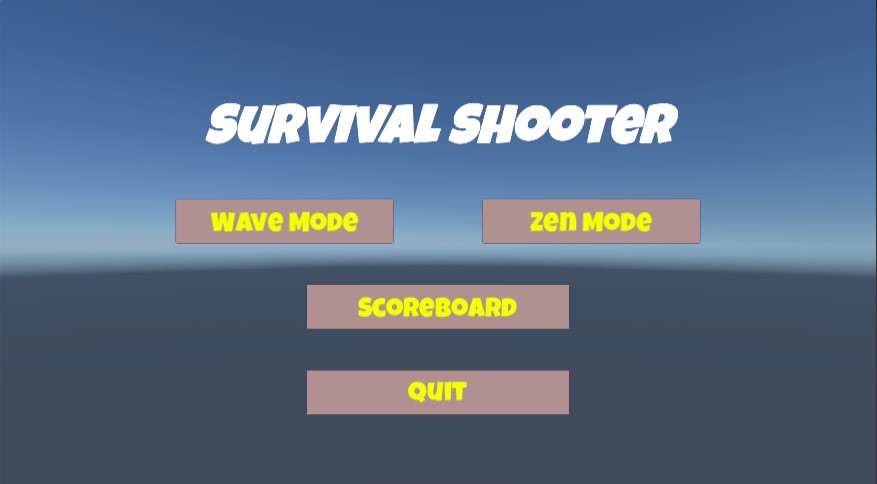 SURVIVAL SHOOTER
WAVE MODE
ZEN MODE
SCOREBOARD
QUIT